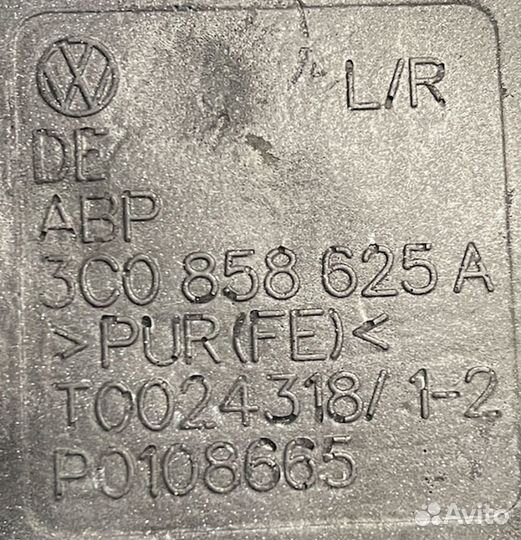 L/R
DE
ABP
3C0 858 625 A
>PUR(FE)<
T0024318/ 1-2
P0108665
Avito